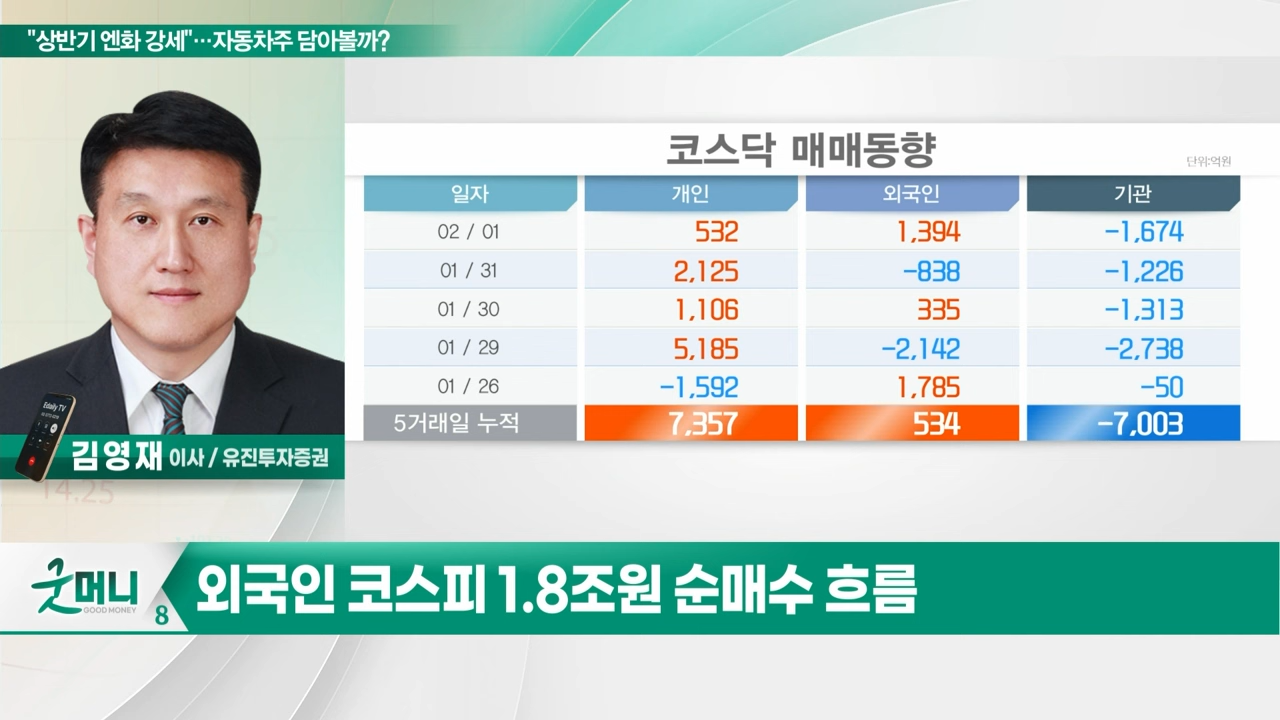 "상반기 엔화 강세"…자동차주 담아볼까?
코스닥 매매동향
단위:억원
일자 개인 외국인 기관
02 / 01 532 1,394 -1,674
01 / 31 2,125 -838 -1,226
01 / 30 1,106 335 -1,313
01 / 29 5,185 -2,142 -2,738
01 / 26 -1,592 1,785 -50
5거래일 누적 7,357 534 -7,003
Edaily TV
김영재 이사 / 유진투자증권
14.25
굿머니
GOOD MONEY
8
외국인 코스피 1.8조원 순매수 흐름